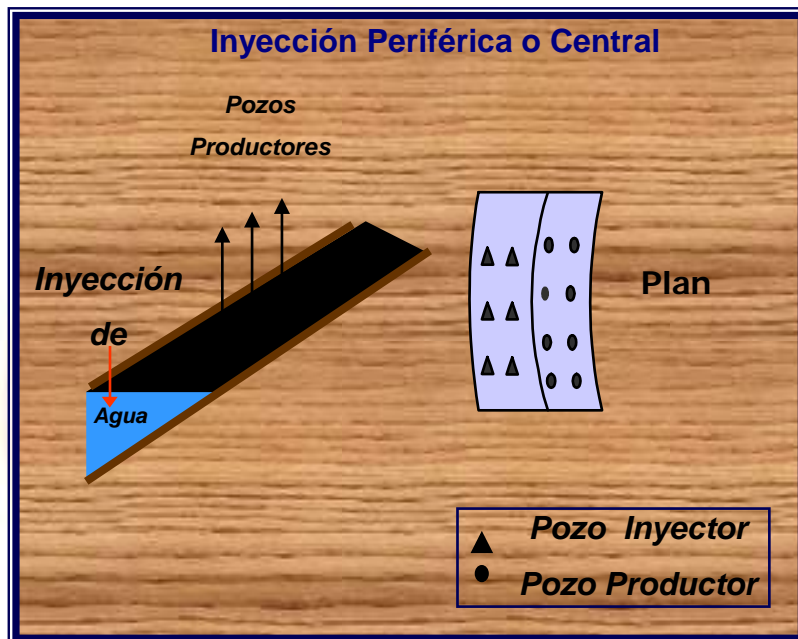 Inyección Periférica o Central
Pozos
Productores
Inyección
de
Agua
Plan
Pozo Inyector
Pozo Productor